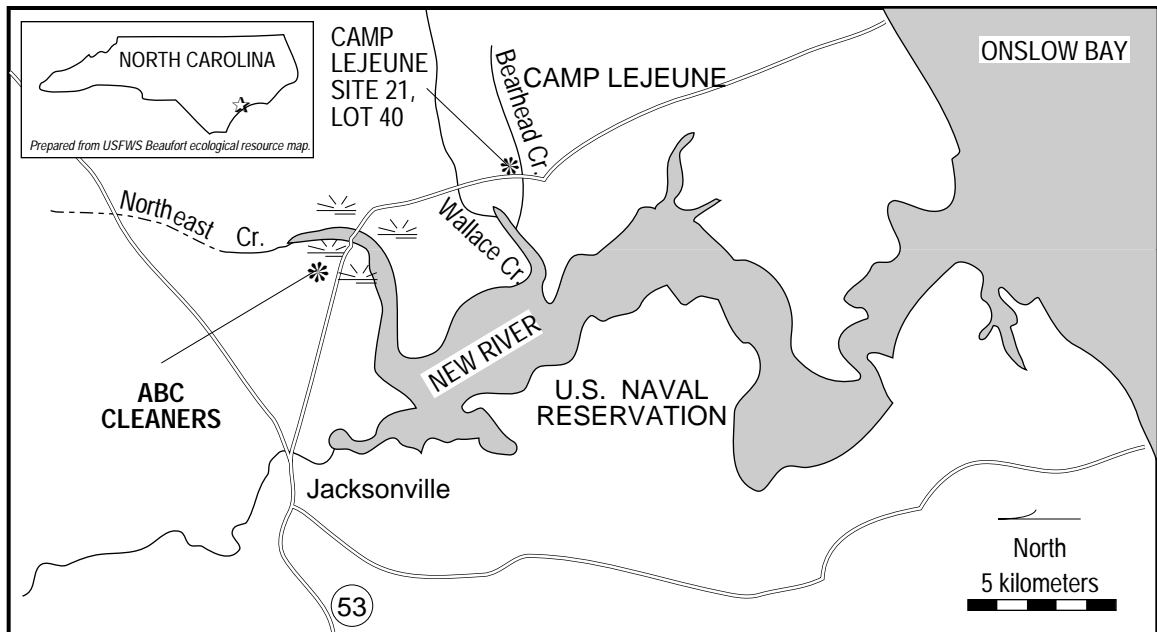 NORTH CAROLINA
Prepared from USFWS Beaufort ecological resource map.
CAMP
LEJEUNE
SITE 21,
LOT 40
Bearhead Cr.
CAMP LEJEUNE
ONSLOW BAY
Northeast Cr.
Wallace Cr.
NEW RIVER
ABC
CLEANERS
U.S. NAVAL
RESERVATION
Jacksonville
53
North
5 kilometers